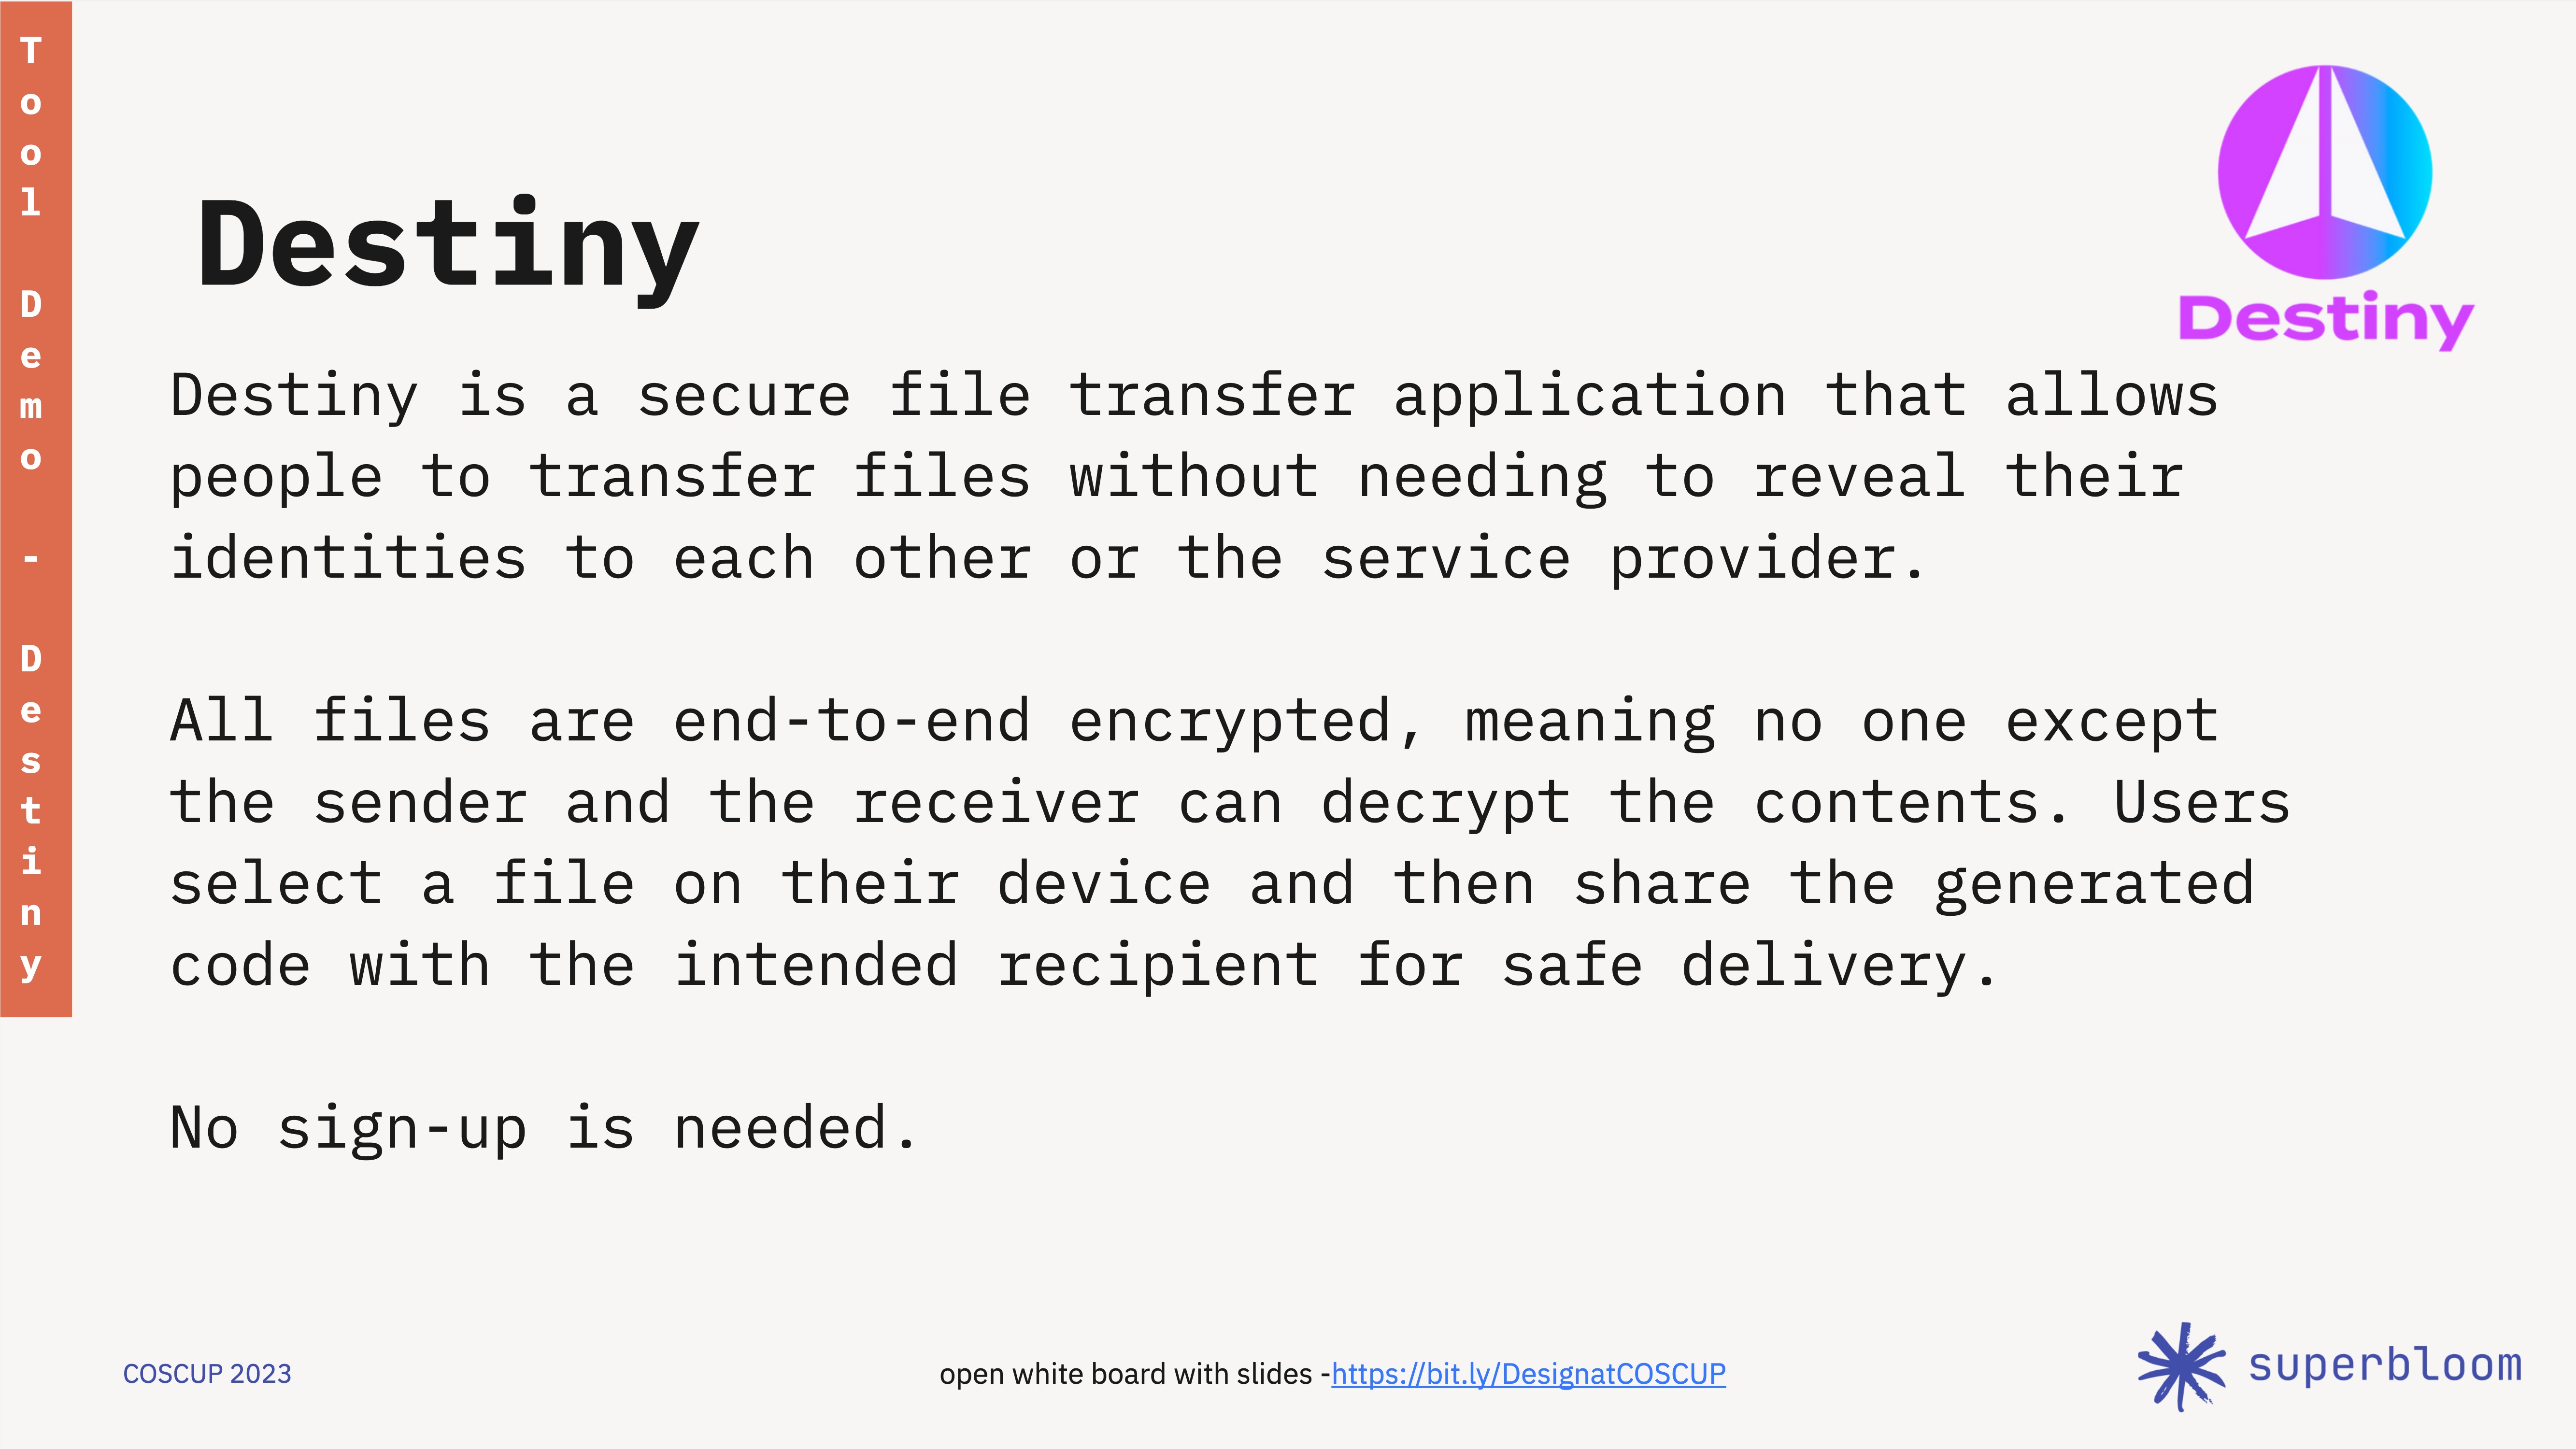 Tool Demo - Destiny
Destiny
Destiny
Destiny is a secure file transfer application that allows
people to transfer files without needing to reveal their
identities to each other or the service provider.
All files are end-to-end encrypted, meaning no one except
the sender and the receiver can decrypt the contents. Users
select a file on their device and then share the generated
code with the intended recipient for safe delivery.
No sign-up is needed.
COSCUP 2023
open white board with slides -https://bit.ly/DesignatCOSCUP
superbloom